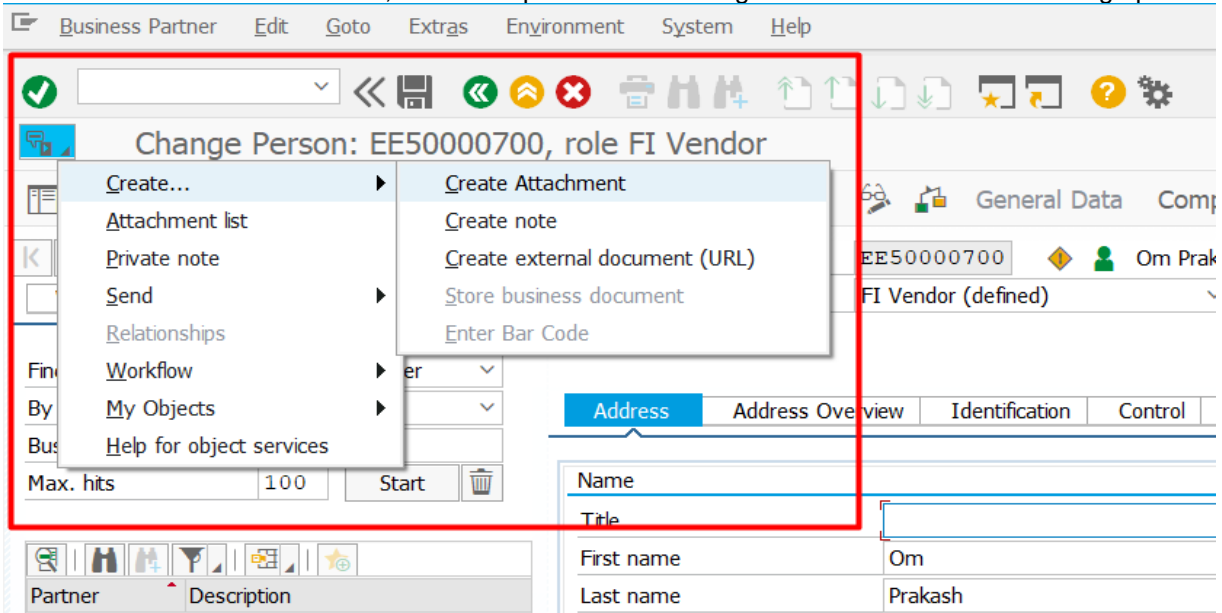 Business Partner Edit Goto Extras Environment System Help
Change Person: EE50000700, role FI Vendor
Create... Create Attachment
General Data
Attachment list Create note
Private note Create external document (URL) EE50000700 Om
Send Store business document FI Vendor (defined)
Relationships Enter Bar Code
Workflow
By My Objects Address Address Overview Identification Control
Help for object services
Max. hits 100 Start Name
Title
First name Om
Partner Description Last name Prakash